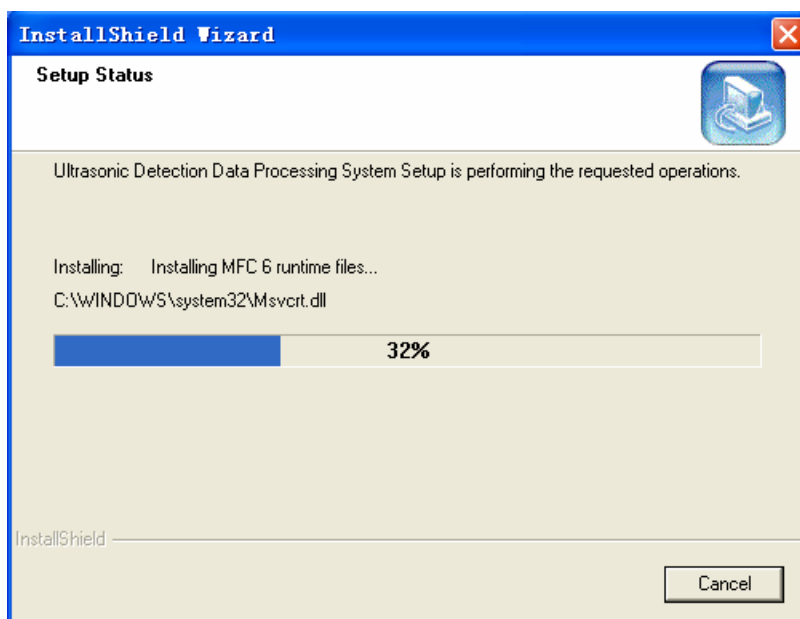 InstallShield Wizard
Setup Status
Ultrasonic Detection Data Processing System Setup is performing the requested operations.
Installing: Installing MFC 6 runtime files...
C:\WINDOWS\system32\Msvcrt.dll
32%
InstallShield
Cancel